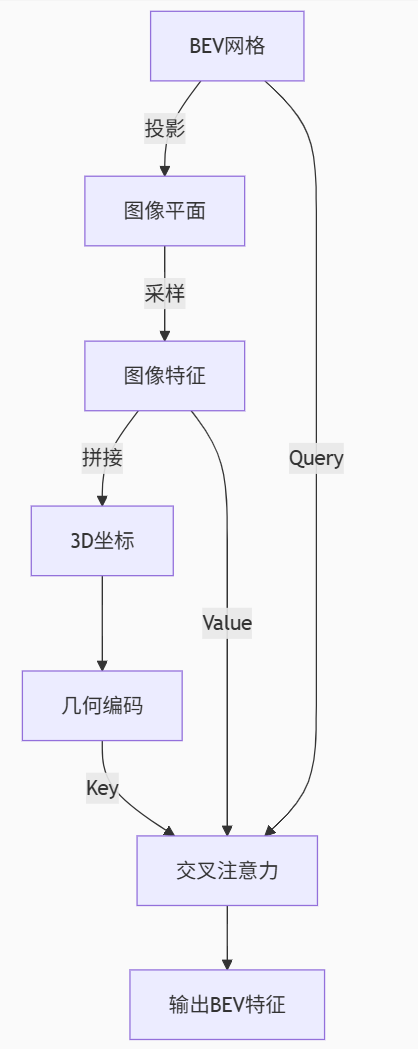 BEV网格
投影
图像平面
采样
图像特征
拼接
Query
3D坐标
Value
几何编码
Key
交叉注意力
输出BEV特征